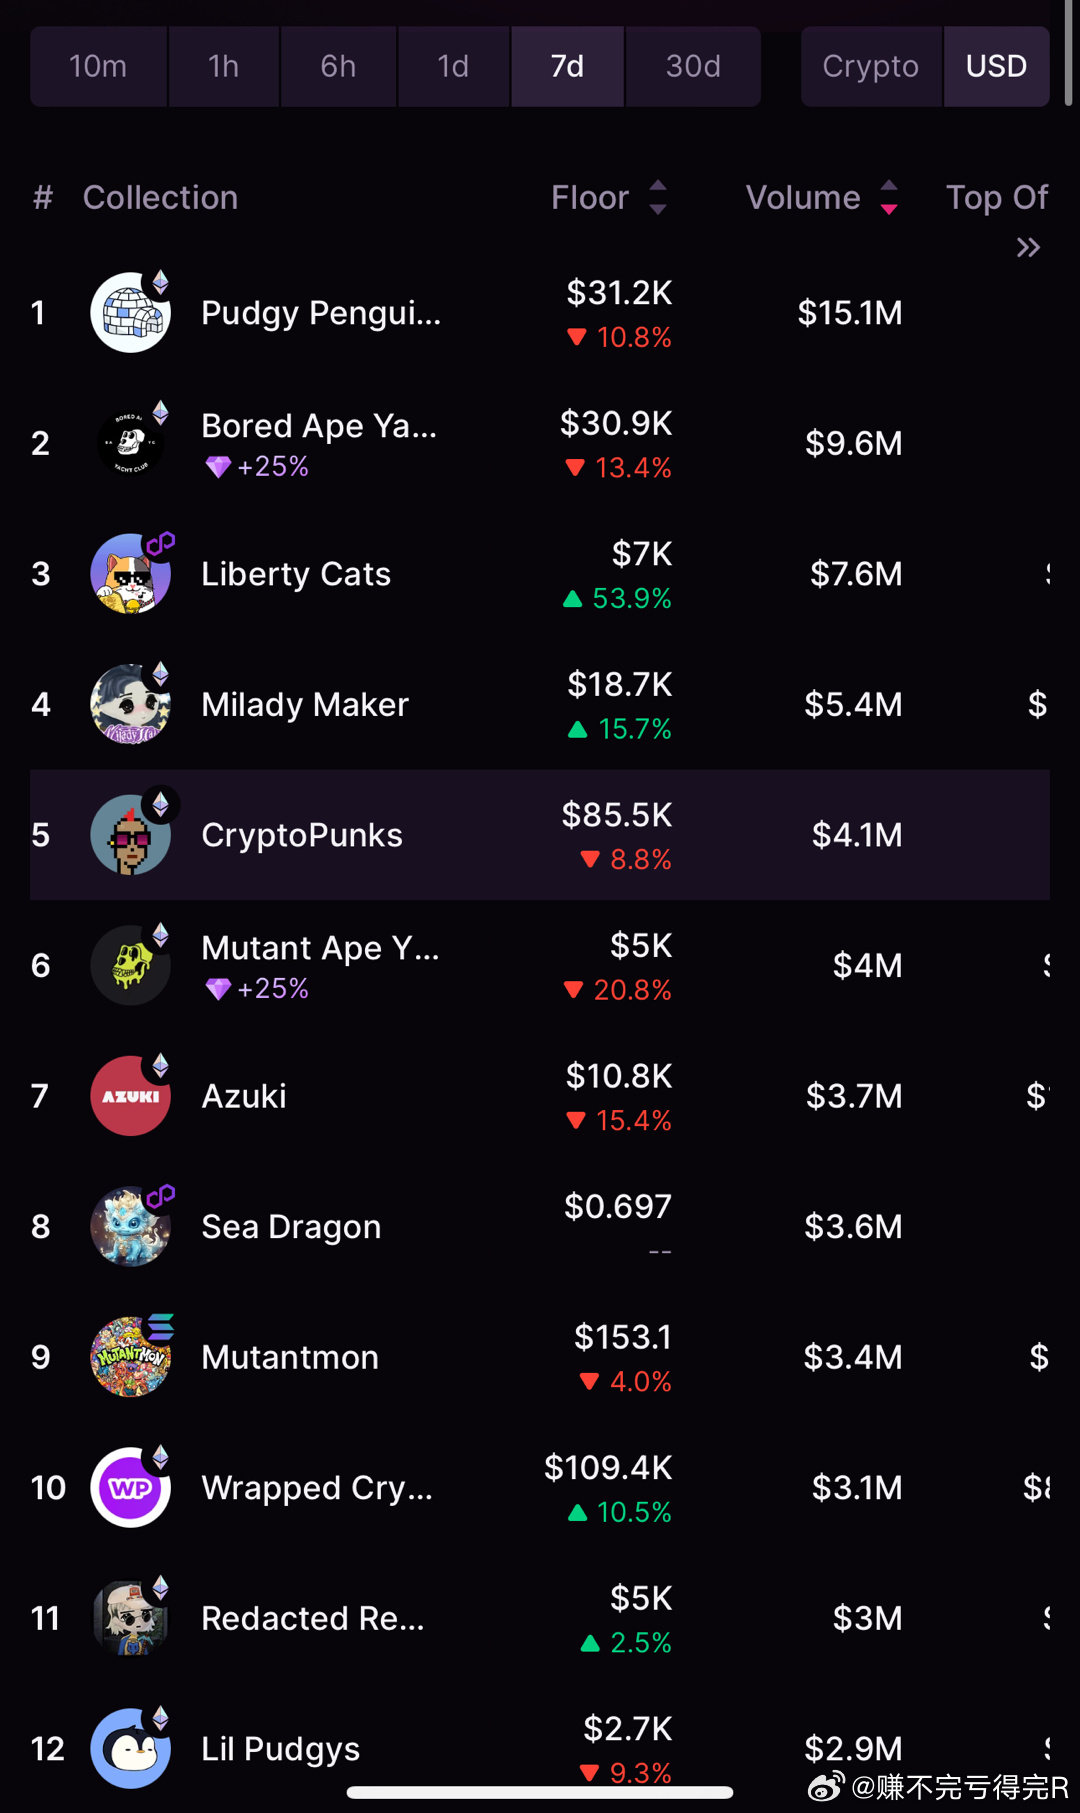 10m 1h 6h 1d 7d 30d Crypto USD
# Collection Floor Volume Top Of
1 Pudgy Pengui... $31.2K $15.1M
10.8%
BORED AP
YACHT CLUB
2 Bored Ape Ya... $30.9K $9.6M
+25% 13.4%
3 Liberty Cats $7K $7.6M
53.9%
4 Milady Maker $18.7K $5.4M $
15.7%
5 CryptoPunks $85.5K $4.1M
8.8%
6 Mutant Ape Y... $5K $4M
+25% 20.8%
AZUKI
7 Azuki $10.8K $3.7M $
15.4%
8 Sea Dragon $0.697 $3.6M
--
MUTANTMON
9 Mutantmon $153.1 $3.4M $
4.0%
WP
10 Wrapped Cry... $109.4K $3.1M $
10.5%
11 Redacted Re... $5K $3M
2.5%
12 Lil Pudgys $2.7K $2.9M
9.3%
@赚不完亏得完R